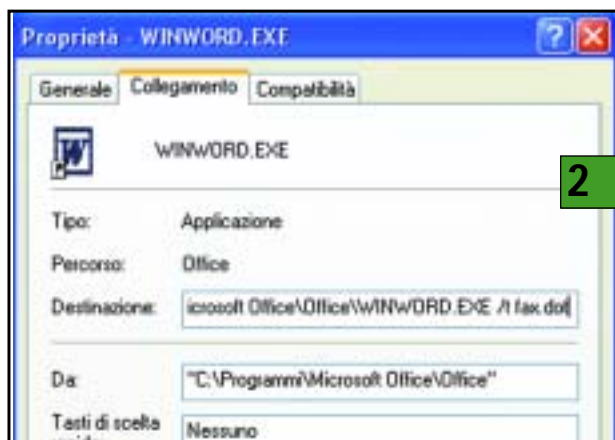 Proprietà - WINWORD.EXE
Generale Collegamento Compatibilità
WINWORD.EXE
2
Tipo: Applicazione
Percorso: Office
Destinazione: icrosoft Office\Office\WINWORD.EXE /t fax.dot
Da: "C:\Programmi\Microsoft Office\Office"
Tasti di scelta Nessuno